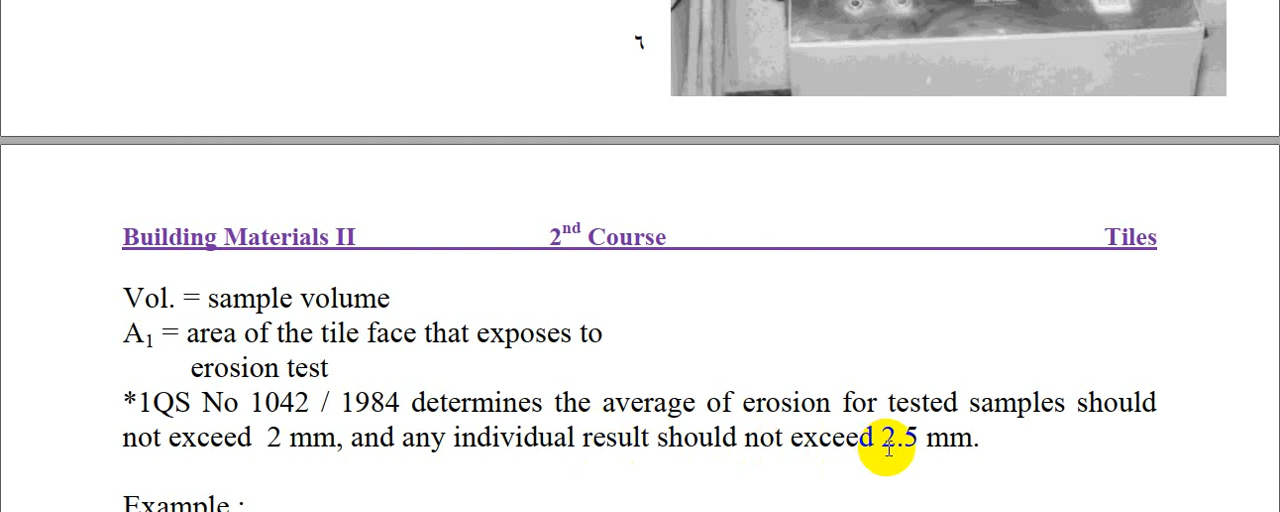 ٦
Building Materials II 2nd Course Tiles
Vol. = sample volume
A1 = area of the tile face that exposes to
erosion test
*1QS No 1042 / 1984 determines the average of erosion for tested samples should
not exceed 2 mm, and any individual result should not exceed 2.5 mm.
Example :